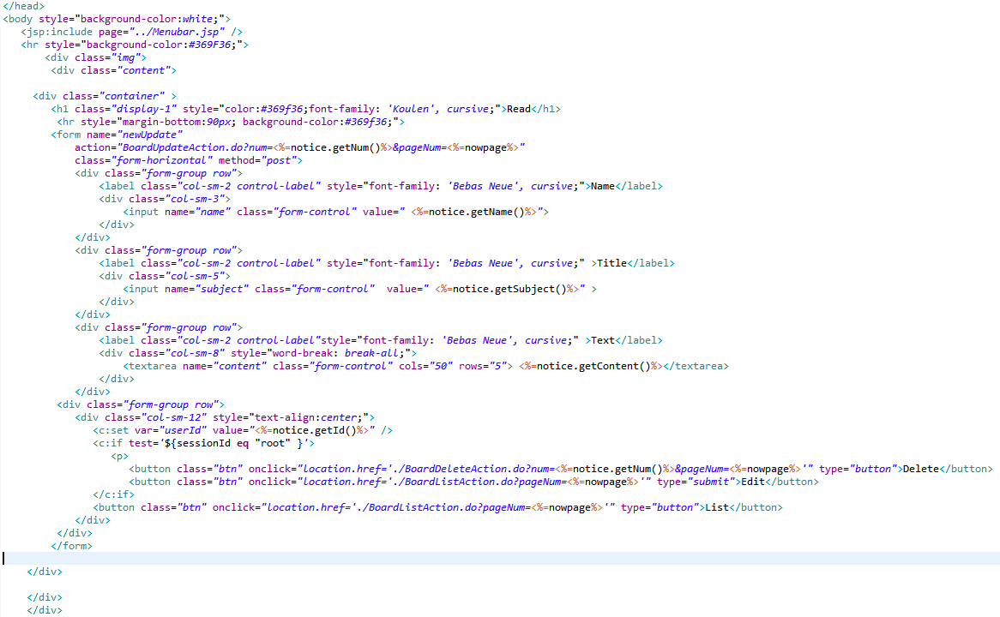 </head>
<body style="background-color:white;">
<jsp:include page="../Menubar.jsp" />
<hr style="background-color:#369F36;">
<div class="img">
<div class="content">
<div class="container" >
<h1 class="display-1" style="color:#369f36;font-family: 'Koulen', cursive;">Read</h1>
<hr style="margin-bottom:90px; background-color:#369f36;">
<form name="newUpdate"
action="BoardUpdateAction.do?num=<%=notice.getNum()%>&pageNum=<%=nowpage%>"
class="form-horizontal" method="post">
<div class="form-group row">
<label class="col-sm-2 control-label" style="font-family: 'Bebas Neue', cursive;">Name</label>
<div class="col-sm-3">
<input name="name" class="form-control" value=" <%=notice.getName()%>">
</div>
</div>
<div class="form-group row">
<label class="col-sm-2 control-label" style="font-family: 'Bebas Neue', cursive;" >Title</label>
<div class="col-sm-5">
<input name="subject" class="form-control"  value=" <%=notice.getSubject()%>" >
</div>
</div>
<div class="form-group row">
<label class="col-sm-2 control-label"style="font-family: 'Bebas Neue', cursive;" >Text</label>
<div class="col-sm-8" style="word-break: break-all;">
<textarea name="content" class="form-control" cols="50" rows="5"> <%=notice.getContent()%></textarea>
</div>
</div>
<div class="form-group row">
<div class="col-sm-12" style="text-align:center;">
<c:set var="userId" value="<%=notice.getId()%>" />
<c:if test='${sessionId eq "root" }'>
<p>
<button class="btn" onclick="location.href='./BoardDeleteAction.do?num=<%=notice.getNum()%>&pageNum=<%=nowpage%>'" type="button">Delete</button>
<button class="btn" onclick="location.href='./BoardListAction.do?pageNum=<%=nowpage%>'" type="submit">Edit</button>
</c:if>
<button class="btn" onclick="location.href='./BoardListAction.do?pageNum=<%=nowpage%>'" type="button">List</button>
</div>
</div>
</form>
</div>
</div>
</div>